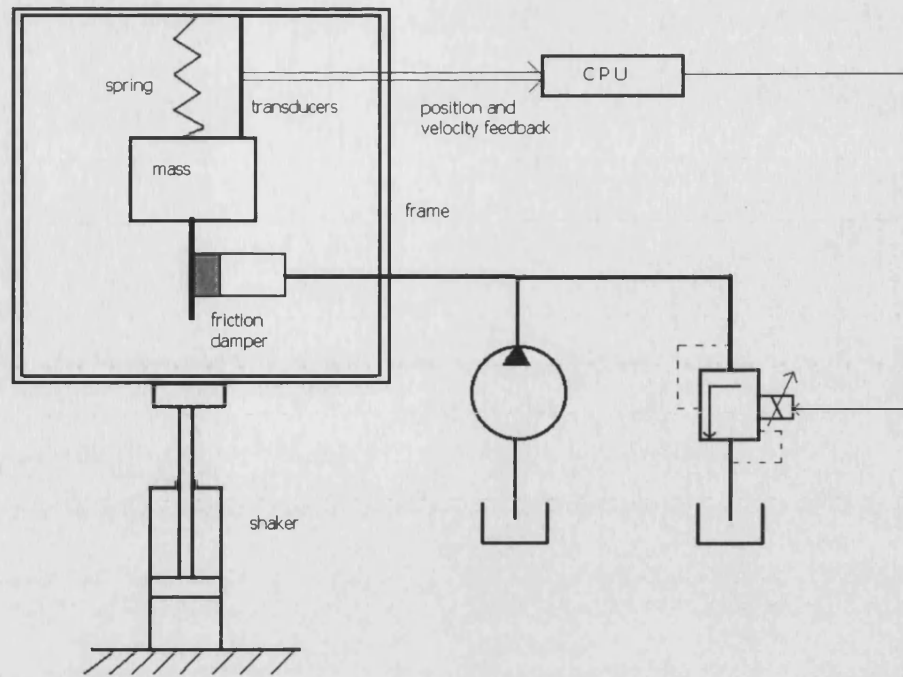 spring
transducers
CPU
position and
velocity feedback
mass
frame
friction
damper
shaker